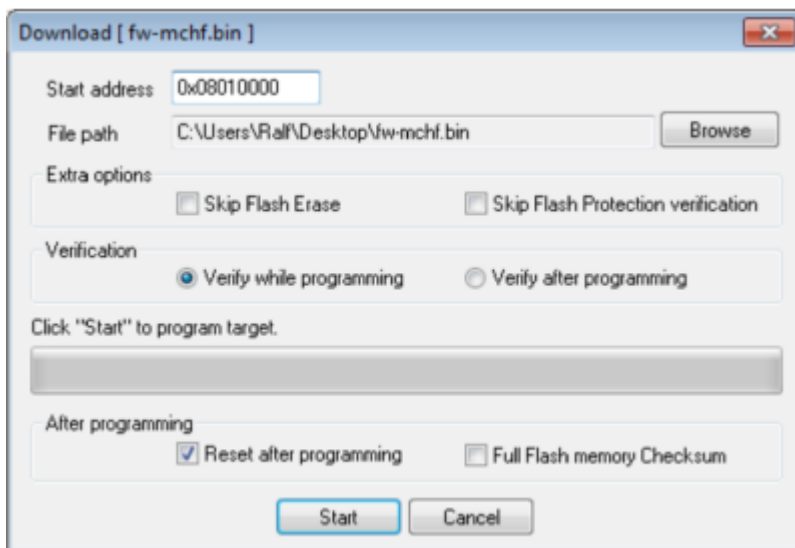 Download [ fw-mchf.bin ]
Start address 0x08010000
File path C:\Users\Ralf\Desktop\fw-mchf.bin Browse
Extra options
Skip Flash Erase Skip Flash Protection verification
Verification
Verify while programming Verify after programming
Click "Start" to program target.
After programming
Reset after programming Full Flash memory Checksum
Start Cancel